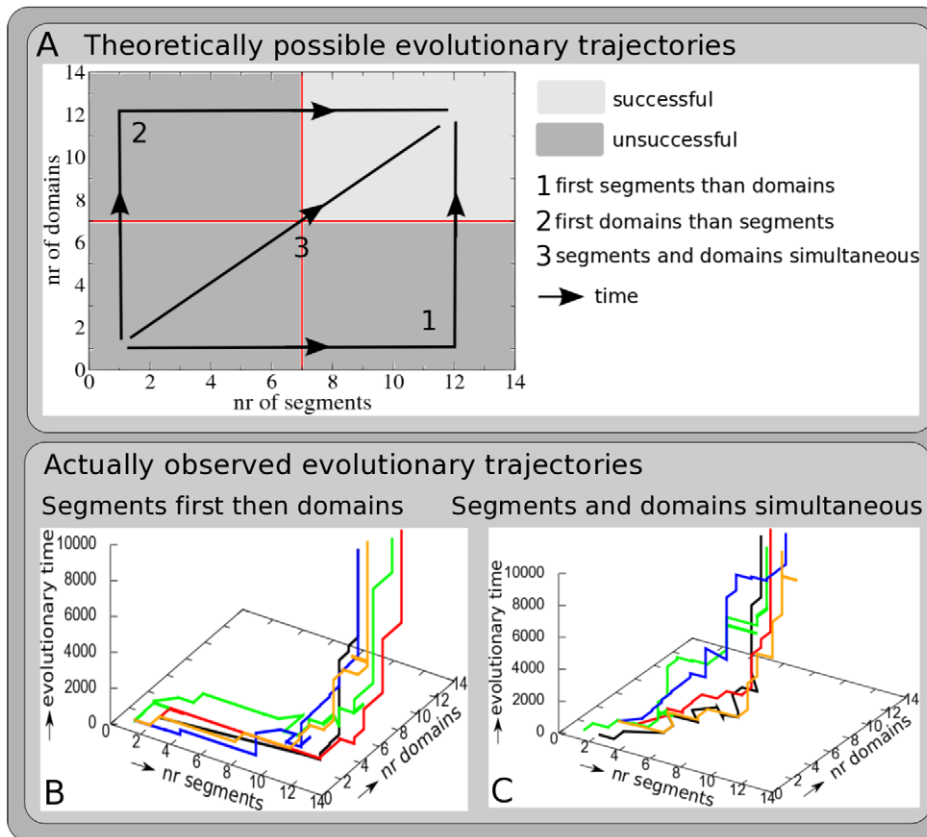 A Theoretically possible evolutionary trajectories
14
12
10
8
6
4
2
0
nr of domains
0 2 4 6 8 10 12 14
nr of segments
2
3
1
successful
unsuccessful
1 first segments than domains
2 first domains than segments
3 segments and domains simultaneous
time
Actually observed evolutionary trajectories
Segments first then domains
Segments and domains simultaneous
10000
8000
6000
4000
2000
0
evolutionary time
2 4 6 8 10 12 14
nr segments
0 2 4 6 8 10 12 14
nr domains
B
10000
8000
6000
4000
2000
0
evolutionary time
2 4 6 8 10 12 14
nr segments
0 2 4 6 8 10 12 14
nr domains
C